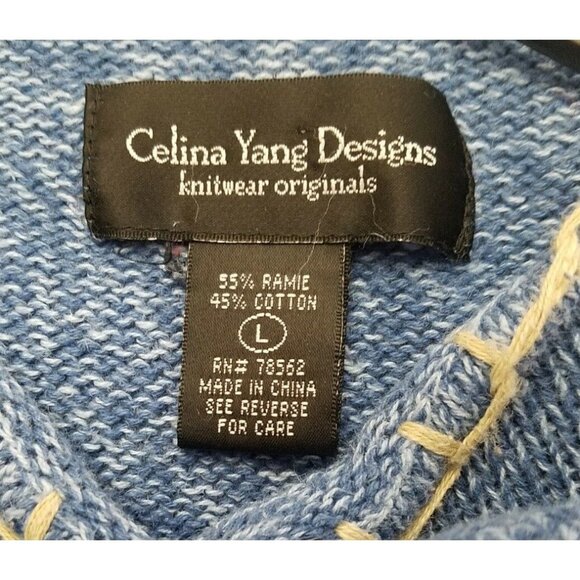 Celina Yang Designs
knitwear originals
55% RAMIE
45% COTTON
L
RN# 78562
MADE IN CHINA
SEE REVERSE
FOR CARE